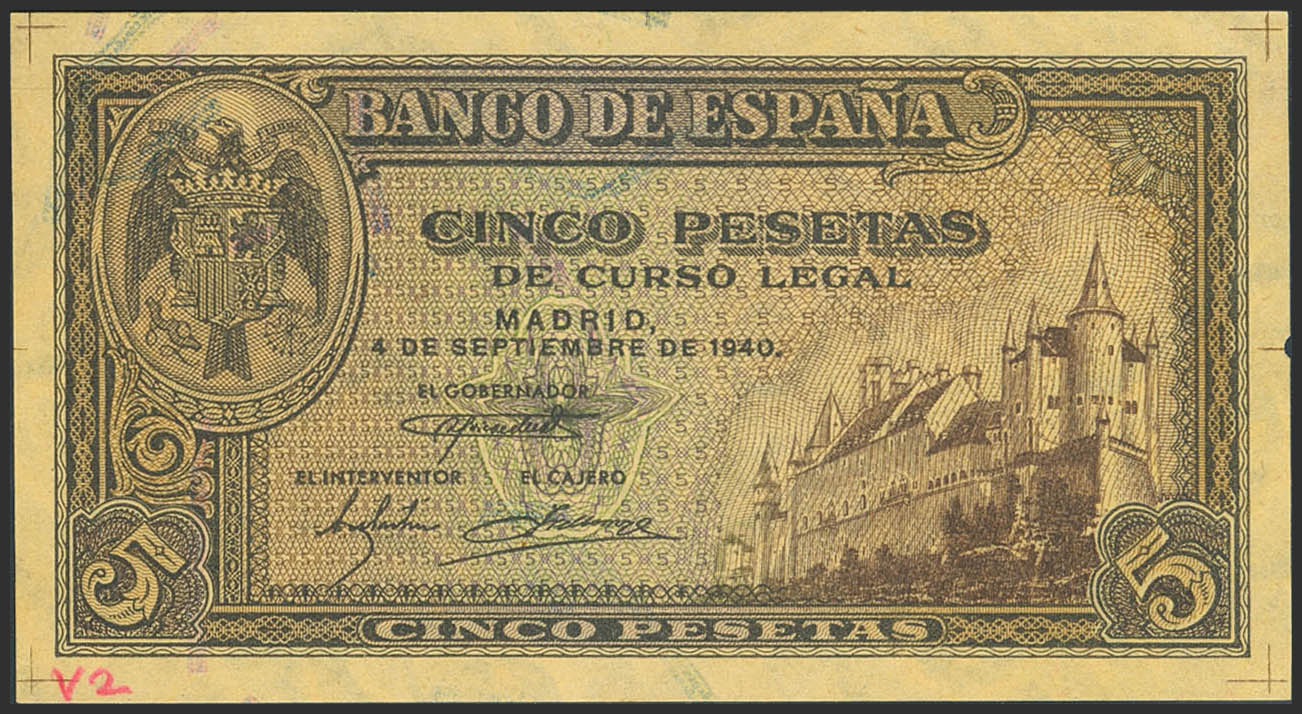 BANCO DE ESPAÑA
CINCO PESETAS
DE CURSO LEGAL
MADRID,
4 DE SEPTIEMBRE DE 1940.
EL GOBERNADOR
EL INTERVENTOR EL CAJERO
5 5
CINCO PESETAS
V2